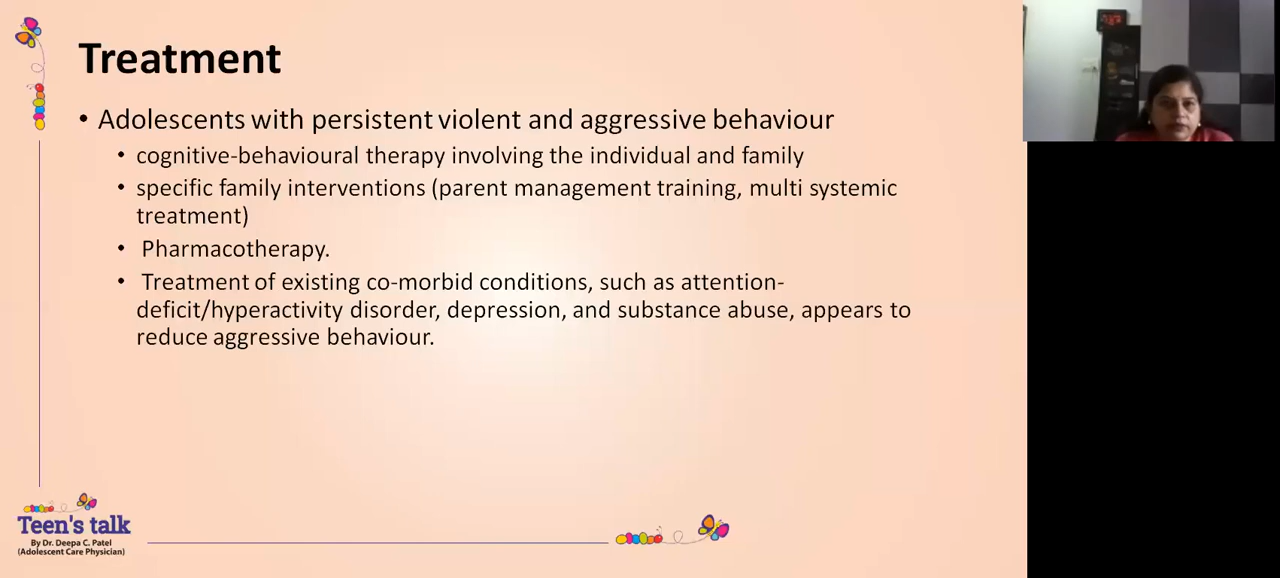 Treatment
• Adolescents with persistent violent and aggressive behaviour
• cognitive-behavioural therapy involving the individual and family
• specific family interventions (parent management training, multi systemic
treatment)
• Pharmacotherapy.
• Treatment of existing co-morbid conditions, such as attention-
deficit/hyperactivity disorder, depression, and substance abuse, appears to
reduce aggressive behaviour.
Teen's talk
By Dr. Deepa C. Patel
(Adolescent Care Physician)